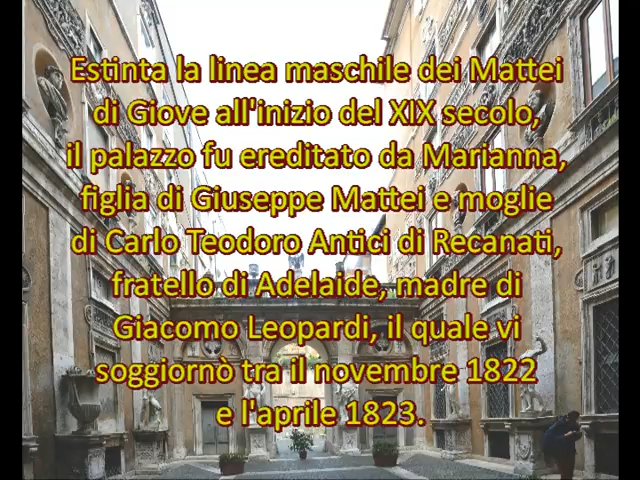 Estinta la linea maschile dei Mattei
di Giove all'inizio del XIX secolo,
il palazzo fu ereditato da Marianna,
figlia di Giuseppe Mattei e moglie
di Carlo Teodoro Antici di Recanati,
fratello di Adelaide, madre di
Giacomo Leopardi, il quale vi
soggiornò tra il novembre 1822
e l'aprile 1823.